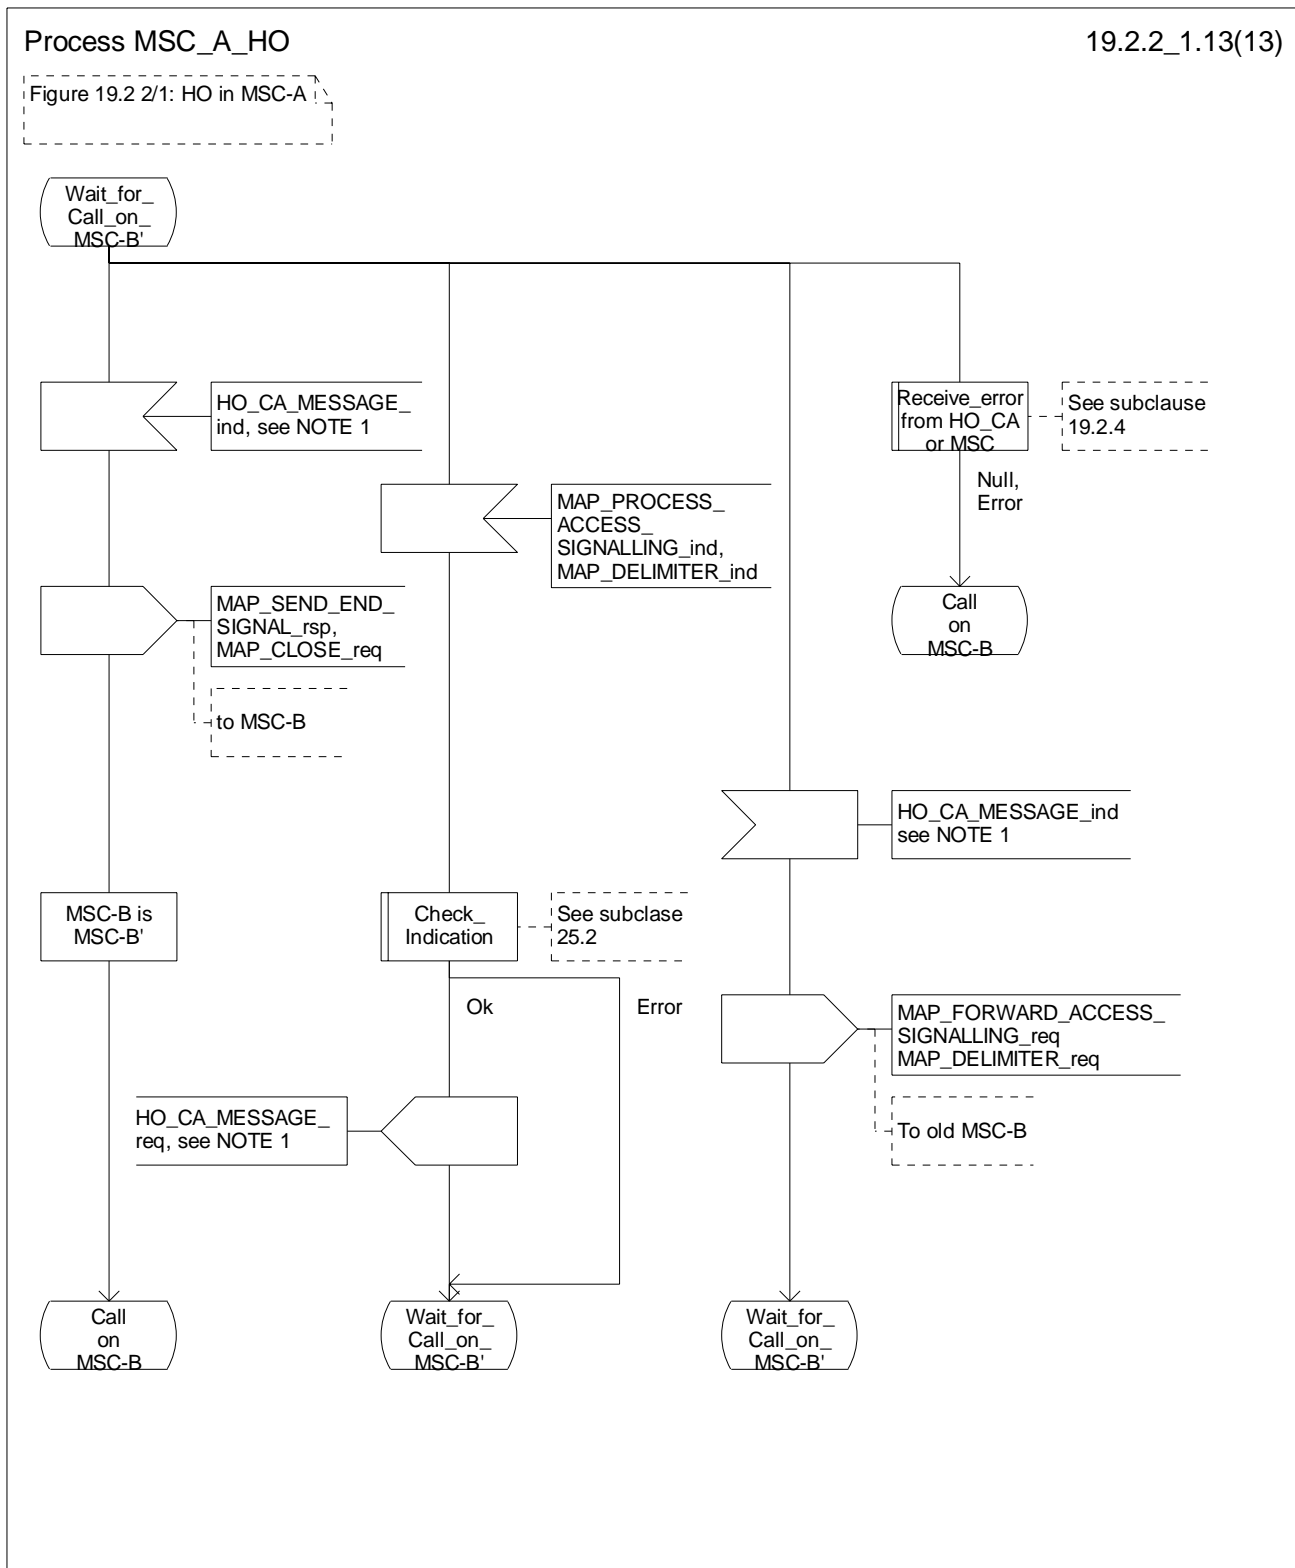 Process MSC_A_HO
19.2.2_1.13(13)
Figure 19.2 2/1: HO in MSC-A
Wait_for_
Call_on_
MSC-B'
HO_CA_MESSAGE_
ind, see NOTE 1
MAP_PROCESS_
ACCESS_
SIGNALLING_ind,
MAP_DELIMITER_ind
Receive_error
from HO_CA
or MSC
See subclause
19.2.4
Null,
Error
Call
on
MSC-B
MAP_SEND_END_
SIGNAL_rsp,
MAP_CLOSE_req
to MSC-B
HO_CA_MESSAGE_ind
see NOTE 1
MSC-B is
MSC-B'
Check_
Indication
See subclase
25.2
Ok
Error
MAP_FORWARD_ACCESS_
SIGNALLING_req
MAP_DELIMITER_req
To old MSC-B
HO_CA_MESSAGE_
req, see NOTE 1
Call
on
MSC-B
Wait_for_
Call_on_
MSC-B'
Wait_for_
Call_on_
MSC-B'